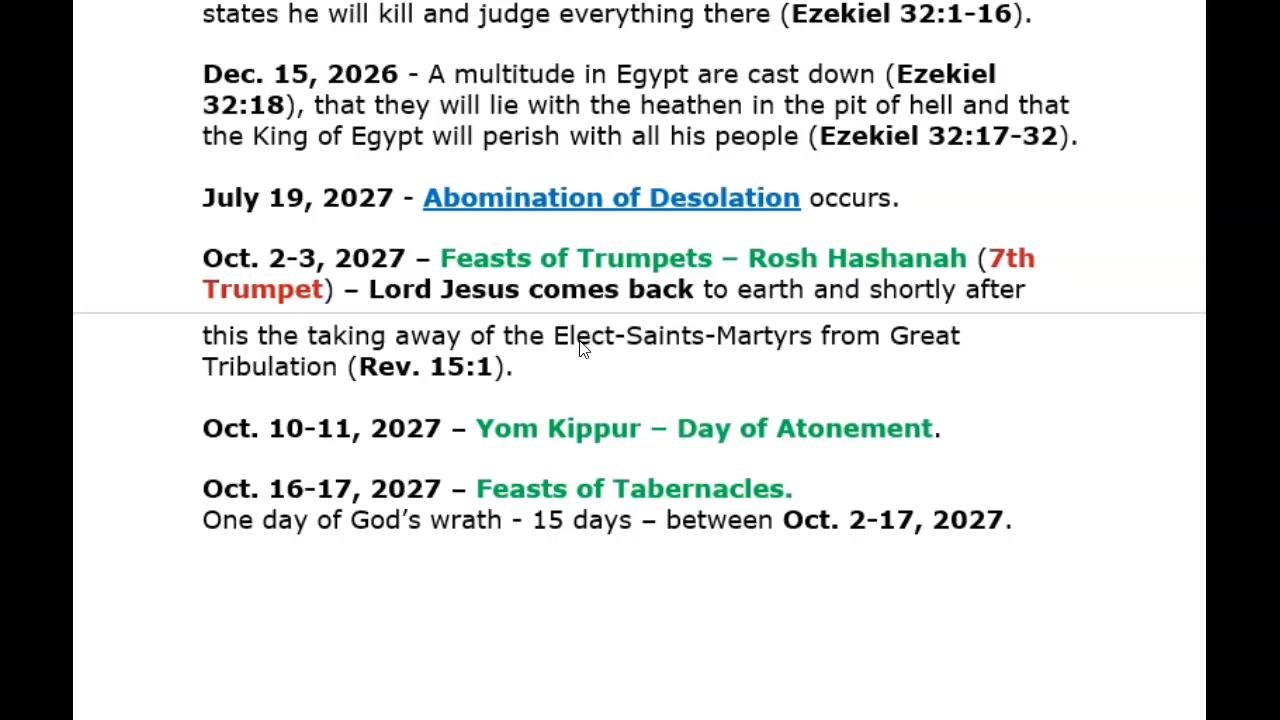 states he will kill and judge everything there (Ezekiel 32:1-16).
Dec. 15, 2026 - A multitude in Egypt are cast down (Ezekiel
32:18), that they will lie with the heathen in the pit of hell and that
the King of Egypt will perish with all his people (Ezekiel 32:17-32).
July 19, 2027 - Abomination of Desolation occurs.
Oct. 2-3, 2027 – Feasts of Trumpets – Rosh Hashanah (7th
Trumpet) – Lord Jesus comes back to earth and shortly after
this the taking away of the Elect-Saints-Martyrs from Great
Tribulation (Rev. 15:1).
Oct. 10-11, 2027 – Yom Kippur – Day of Atonement.
Oct. 16-17, 2027 – Feasts of Tabernacles.
One day of God’s wrath - 15 days – between Oct. 2-17, 2027.